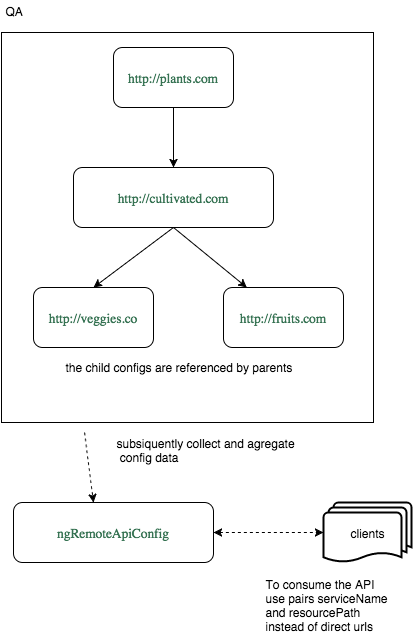 QA
http://plants.com
http://cultivated.com
http://veggies.co
http://fruits.com
the child configs are referenced by parents
subsiquently collect and agregate
config data
ngRemoteApiConfig
clients
To consume the API
use pairs serviceName
and resourcePath
instead of direct urls